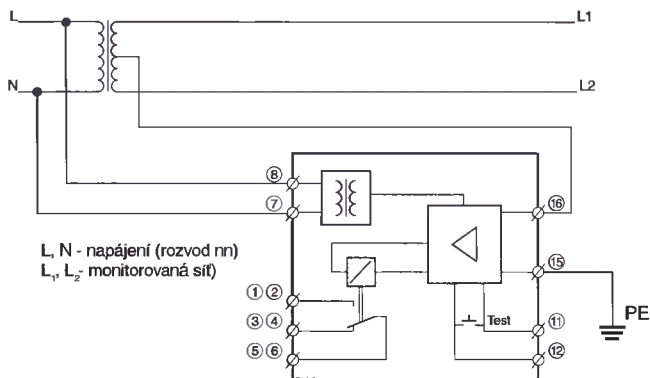 L
L1
N
L2
⑧
⑦
⑯
L, N - napájení (rozvod nn)
L₁, L₂- monitorovaná síť)
⑮
① ②
③ ④
Test
⑪
PE
⑤ ⑥
⑫